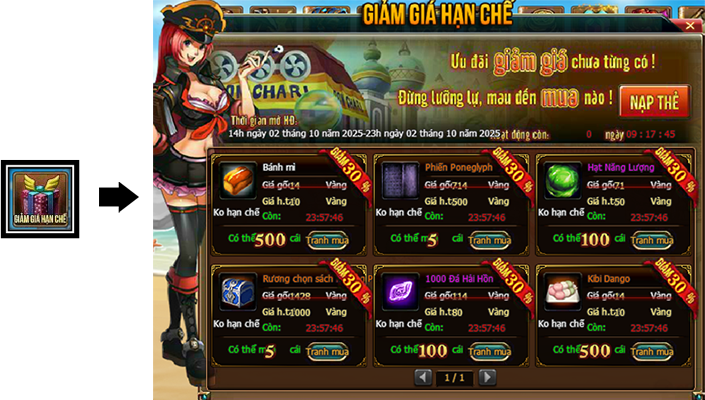 GIẢM GIÁ HẠN CHẾ
GIẢM GIÁ HẠN CHẾ
Ưu đãi giảm giá chưa từng có !
Đừng lưỡng lự, mau đến mua nào !
NẠP THẺ
Thời gian mở HĐ:
14h ngày 02 tháng 10 năm 2025-23h ngày 02 tháng 10 năm 2025
hoạt động còn: 0 ngày 09:17:45
Bánh mì
GIẢM 30%
Giá gốc 14 Vàng
Giá h.t 10 Vàng
Ko hạn chế Còn: 23:57:46
Có thể 500 cái Tranh mua
Phiến Poneglyph
GIẢM 30%
Giá gốc 714 Vàng
Giá h.t 500 Vàng
Ko hạn chế Còn: 23:57:46
Có thể m 5 cái Tranh mua
Hạt Năng Lượng
GIẢM 30%
Giá gốc 71 Vàng
Giá h.t 50 Vàng
Ko hạn chế Còn: 23:57:46
Có thể 100 cái Tranh mua
Rương chọn sách
GIẢM 30%
Giá gốc 1428 Vàng
Giá h.t 1000 Vàng
Ko hạn chế Còn: 23:57:46
Có thể m 5 cái Tranh mua
1000 Đá Hải Hồn
GIẢM 30%
Giá gốc 114 Vàng
Giá h.t 80 Vàng
Ko hạn chế Còn: 23:57:46
Có thể 100 cái Tranh mua
Kibi Dango
GIẢM 30%
Giá gốc 14 Vàng
Giá h.t 10 Vàng
Ko hạn chế Còn: 23:57:46
Có thể 500 cái Tranh mua
1 / 1